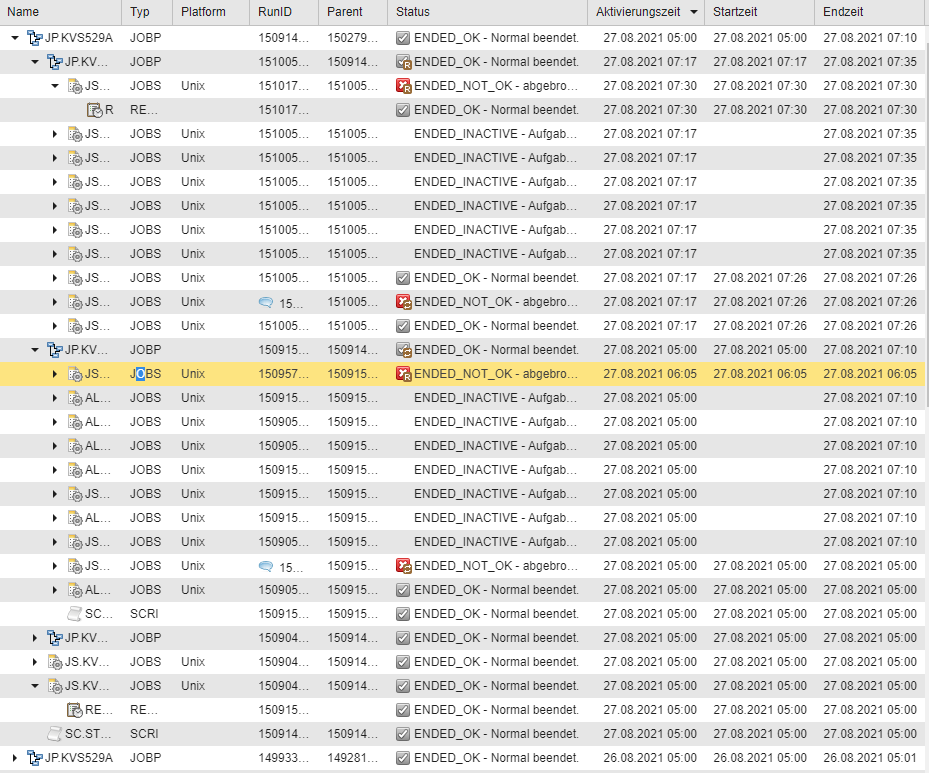 Name Typ Platform RunID Parent Status Aktivierungszeit Startzeit Endzeit
JP.KVS529A JOBP 150914... 150279... ENDED_OK - Normal beendet. 27.08.2021 05:00 27.08.2021 05:00 27.08.2021 07:10
JP.KV... JOBP 151005... 150914... ENDED_OK - Normal beendet. 27.08.2021 07:17 27.08.2021 07:17 27.08.2021 07:35
JS... JOBS Unix 151017... 151005... ENDED_NOT_OK - abgebro... 27.08.2021 07:30 27.08.2021 07:30 27.08.2021 07:30
R RE... 151017... ENDED_OK - Normal beendet. 27.08.2021 07:30 27.08.2021 07:30 27.08.2021 07:30
JS... JOBS Unix 151005... 151005... ENDED_INACTIVE - Aufgab... 27.08.2021 07:17 27.08.2021 07:35
JS... JOBS Unix 151005... 151005... ENDED_INACTIVE - Aufgab... 27.08.2021 07:17 27.08.2021 07:35
JS... JOBS Unix 151005... 151005... ENDED_INACTIVE - Aufgab... 27.08.2021 07:17 27.08.2021 07:35
JS... JOBS Unix 151005... 151005... ENDED_INACTIVE - Aufgab... 27.08.2021 07:17 27.08.2021 07:35
JS... JOBS Unix 151005... 151005... ENDED_INACTIVE - Aufgab... 27.08.2021 07:17 27.08.2021 07:35
JS... JOBS Unix 151005... 151005... ENDED_INACTIVE - Aufgab... 27.08.2021 07:17 27.08.2021 07:35
JS... JOBS Unix 151005... 151005... ENDED_OK - Normal beendet. 27.08.2021 07:17 27.08.2021 07:26 27.08.2021 07:26
JS... JOBS Unix 15... 151005... ENDED_NOT_OK - abgebro... 27.08.2021 07:17 27.08.2021 07:26 27.08.2021 07:26
JS... JOBS Unix 151005... 151005... ENDED_OK - Normal beendet. 27.08.2021 07:17 27.08.2021 07:26 27.08.2021 07:26
JP.KV... JOBP 150915... 150914... ENDED_OK - Normal beendet. 27.08.2021 05:00 27.08.2021 05:00 27.08.2021 07:10
JS... JOBS Unix 150957... 150915... ENDED_NOT_OK - abgebro... 27.08.2021 06:05 27.08.2021 06:05 27.08.2021 06:05
AL... JOBS Unix 150915... 150915... ENDED_INACTIVE - Aufgab... 27.08.2021 05:00 27.08.2021 07:10
AL... JOBS Unix 150905... 150915... ENDED_INACTIVE - Aufgab... 27.08.2021 05:00 27.08.2021 07:10
AL... JOBS Unix 150905... 150915... ENDED_INACTIVE - Aufgab... 27.08.2021 05:00 27.08.2021 07:10
AL... JOBS Unix 150915... 150915... ENDED_INACTIVE - Aufgab... 27.08.2021 05:00 27.08.2021 07:10
JS... JOBS Unix 150915... 150915... ENDED_INACTIVE - Aufgab... 27.08.2021 05:00 27.08.2021 07:10
AL... JOBS Unix 150915... 150915... ENDED_INACTIVE - Aufgab... 27.08.2021 05:00 27.08.2021 07:10
JS... JOBS Unix 150905... 150915... ENDED_INACTIVE - Aufgab... 27.08.2021 05:00 27.08.2021 07:10
JS... JOBS Unix 15... 150915... ENDED_NOT_OK - abgebro... 27.08.2021 05:00 27.08.2021 05:00 27.08.2021 05:00
AL... JOBS Unix 150905... 150915... ENDED_OK - Normal beendet. 27.08.2021 05:00 27.08.2021 05:00 27.08.2021 05:00
SC... SCRI 150915... 150915... ENDED_OK - Normal beendet. 27.08.2021 05:00 27.08.2021 05:00 27.08.2021 05:00
JP.KV... JOBP 150904... 150914... ENDED_OK - Normal beendet. 27.08.2021 05:00 27.08.2021 05:00 27.08.2021 05:00
JS.KV... JOBS Unix 150904... 150914... ENDED_OK - Normal beendet. 27.08.2021 05:00 27.08.2021 05:00 27.08.2021 05:00
JS.KV... JOBS Unix 150904... 150914... ENDED_OK - Normal beendet. 27.08.2021 05:00 27.08.2021 05:00 27.08.2021 05:00
RE... RE... 150915... ENDED_OK - Normal beendet. 27.08.2021 05:00 27.08.2021 05:00 27.08.2021 05:00
SC.ST... SCRI 150914... 150914... ENDED_OK - Normal beendet. 27.08.2021 05:00 27.08.2021 05:00 27.08.2021 05:00
JP.KVS529A JOBP 149933... 149281... ENDED_OK - Normal beendet. 26.08.2021 05:00 26.08.2021 05:00 26.08.2021 05:01